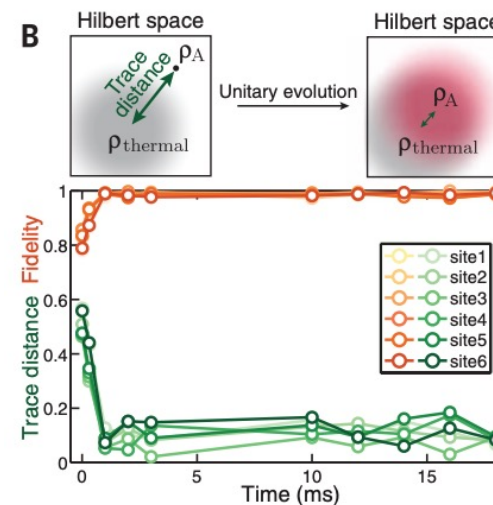 B
Hilbert space
Hilbert space
Trace distance
ρA
ρthermal
Unitary evolution
ρA
ρthermal
Trace distance Fidelity
1
0.8
0.6
0.4
0.2
0
site1
site2
site3
site4
site5
site6
0 5 10 15
Time (ms)